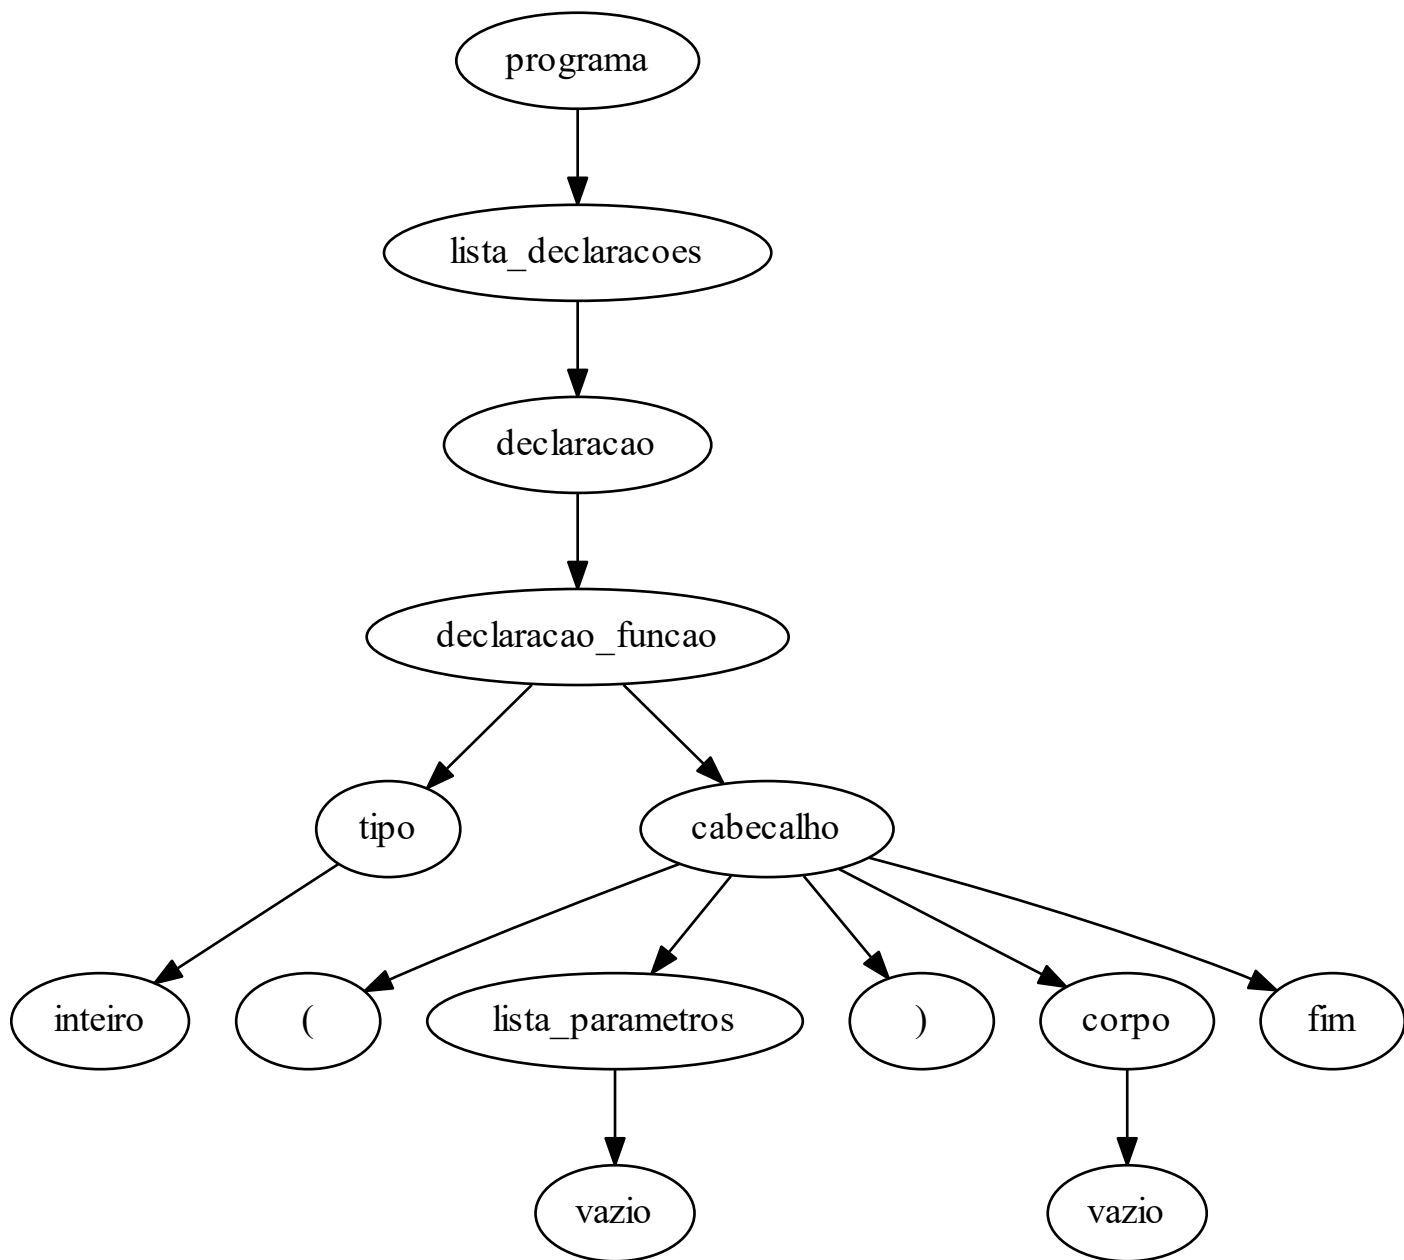 programa
lista_declaracoes
declaracao
declaracao_funcao
tipo
cabecalho
inteiro
(
lista_parametros
)
corpo
fim
vazio
vazio